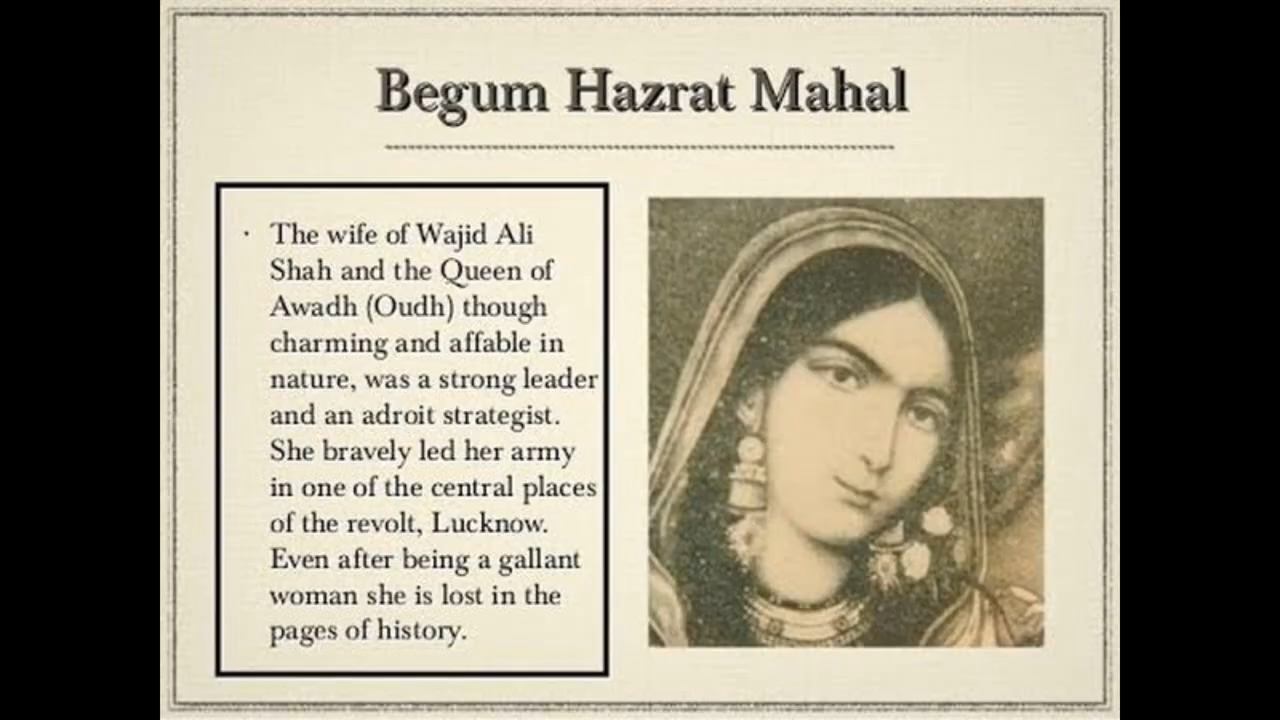 Begum Hazrat Mahal
· The wife of Wajid Ali
Shah and the Queen of
Awadh (Oudh) though
charming and affable in
nature, was a strong leader
and an adroit strategist.
She bravely led her army
in one of the central places
of the revolt, Lucknow.
Even after being a gallant
woman she is lost in the
pages of history.